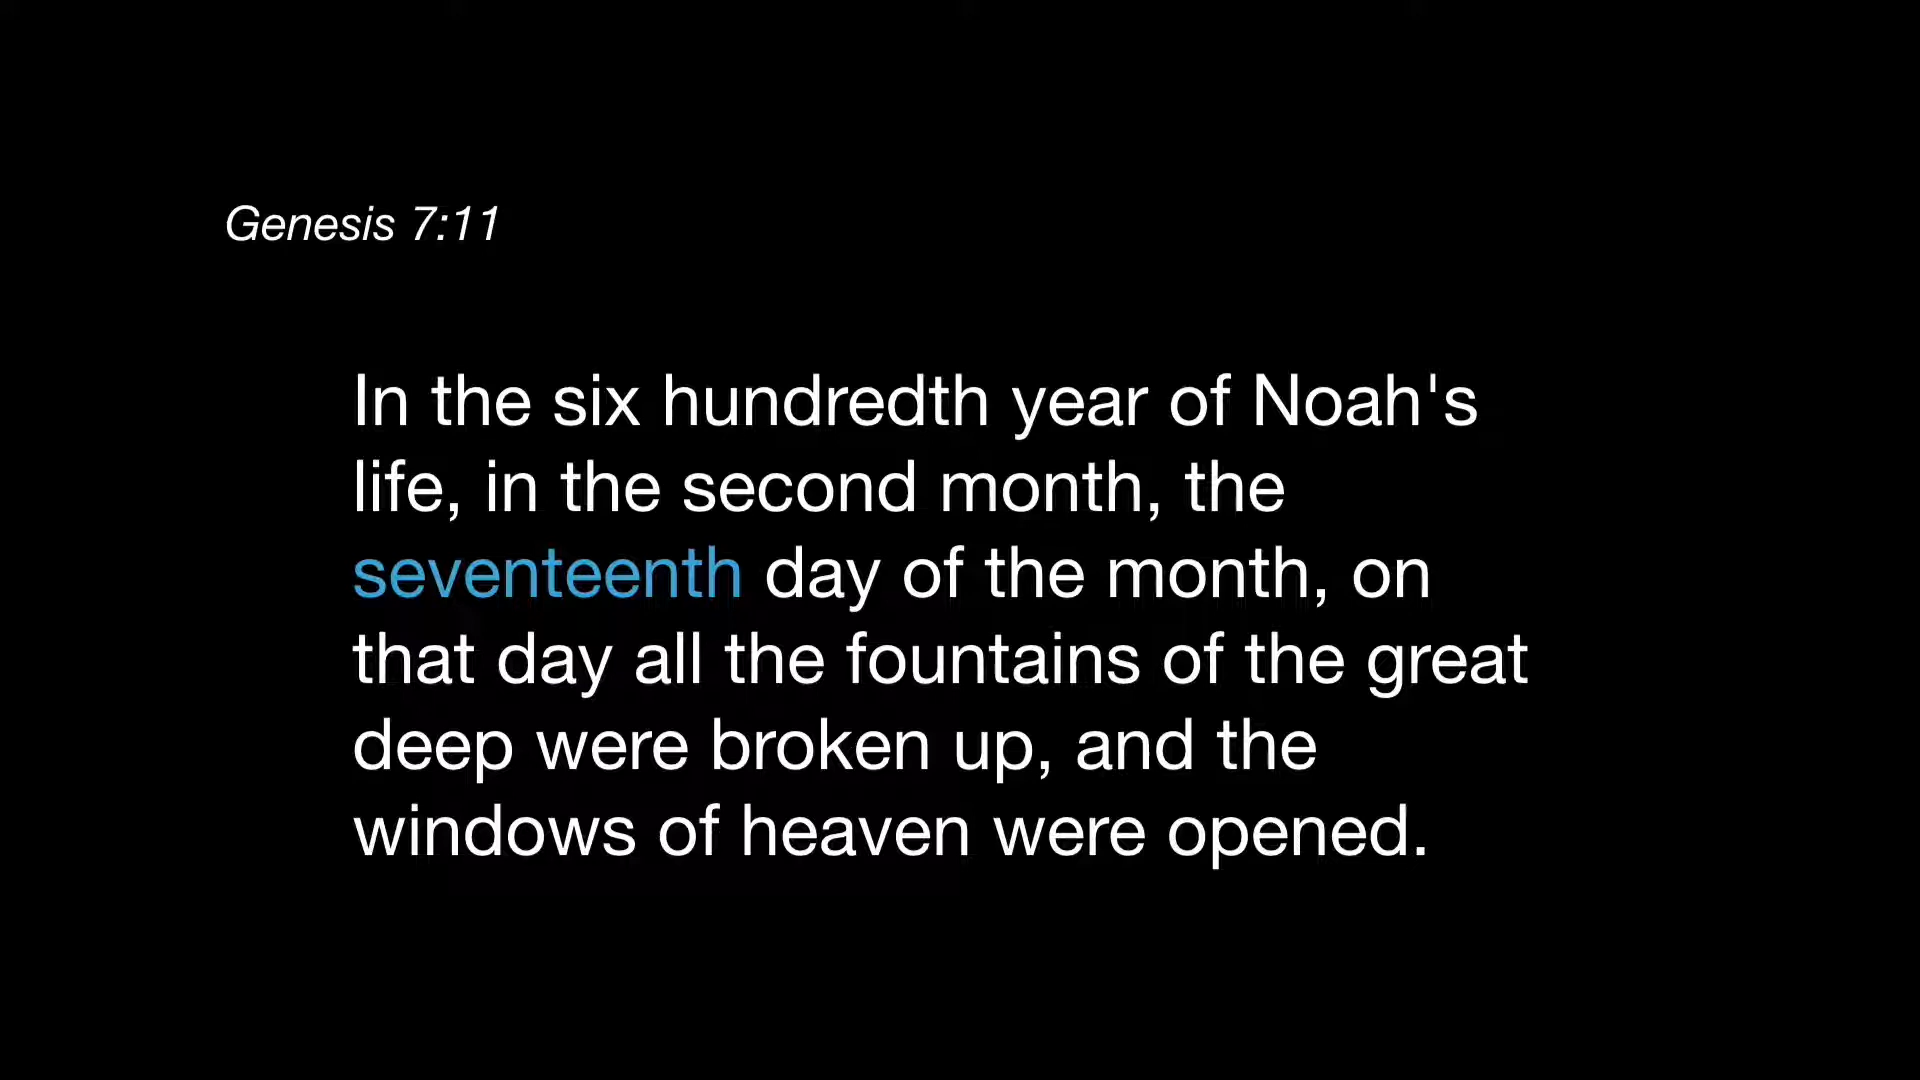 Genesis 7:11
In the six hundredth year of Noah's
life, in the second month, the
seventeenth day of the month, on
that day all the fountains of the great
deep were broken up, and the
windows of heaven were opened.